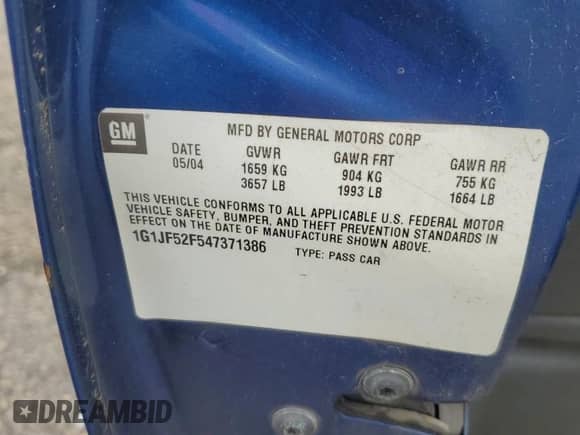 GM
MFD BY GENERAL MOTORS CORP
DATE GVWR GAWR FRT GAWR RR
05/04 1659 KG 904 KG 755 KG
3657 LB 1993 LB 1664 LB
THIS VEHICLE CONFORMS TO ALL APPLICABLE U.S. FEDERAL MOTOR
VEHICLE SAFETY, BUMPER, AND THEFT PREVENTION STANDARDS IN
EFFECT ON THE DATE OF MANUFACTURE SHOWN ABOVE.
1G1JF52F547371386 TYPE: PASS CAR
DREAMBID